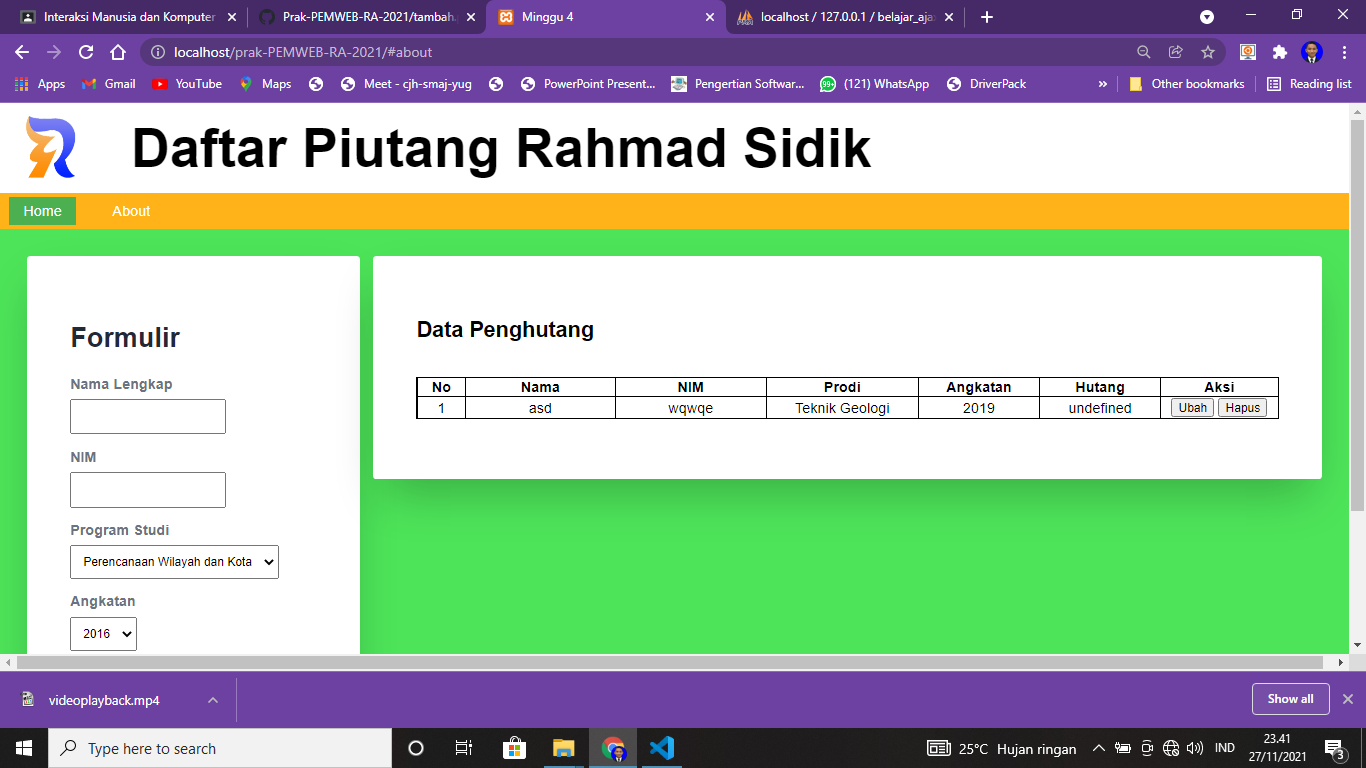 Interaksi Manusia dan Komputer
Prak-PEMWEB-RA-2021/tambah.
Minggu 4
localhost / 127.0.0.1 / belajar_aja
localhost/prak-PEMWEB-RA-2021/#about
Apps
Gmail
YouTube
Maps
Meet - cjh-smaj-yug
PowerPoint Present...
Pengertian Softwar...
99+
(121) WhatsApp
DriverPack
»
Other bookmarks
Reading list
Daftar Piutang Rahmad Sidik
Home About
Formulir
Nama Lengkap
NIM
Program Studi
Perencanaan Wilayah dan Kota
Angkatan
2016
Data Penghutang
No Nama NIM Prodi Angkatan Hutang Aksi
1 asd wqwqe Teknik Geologi 2019 undefined Ubah Hapus
videoplayback.mp4
Show all
Type here to search
25°C Hujan ringan
IND
23.41
27/11/2021
3